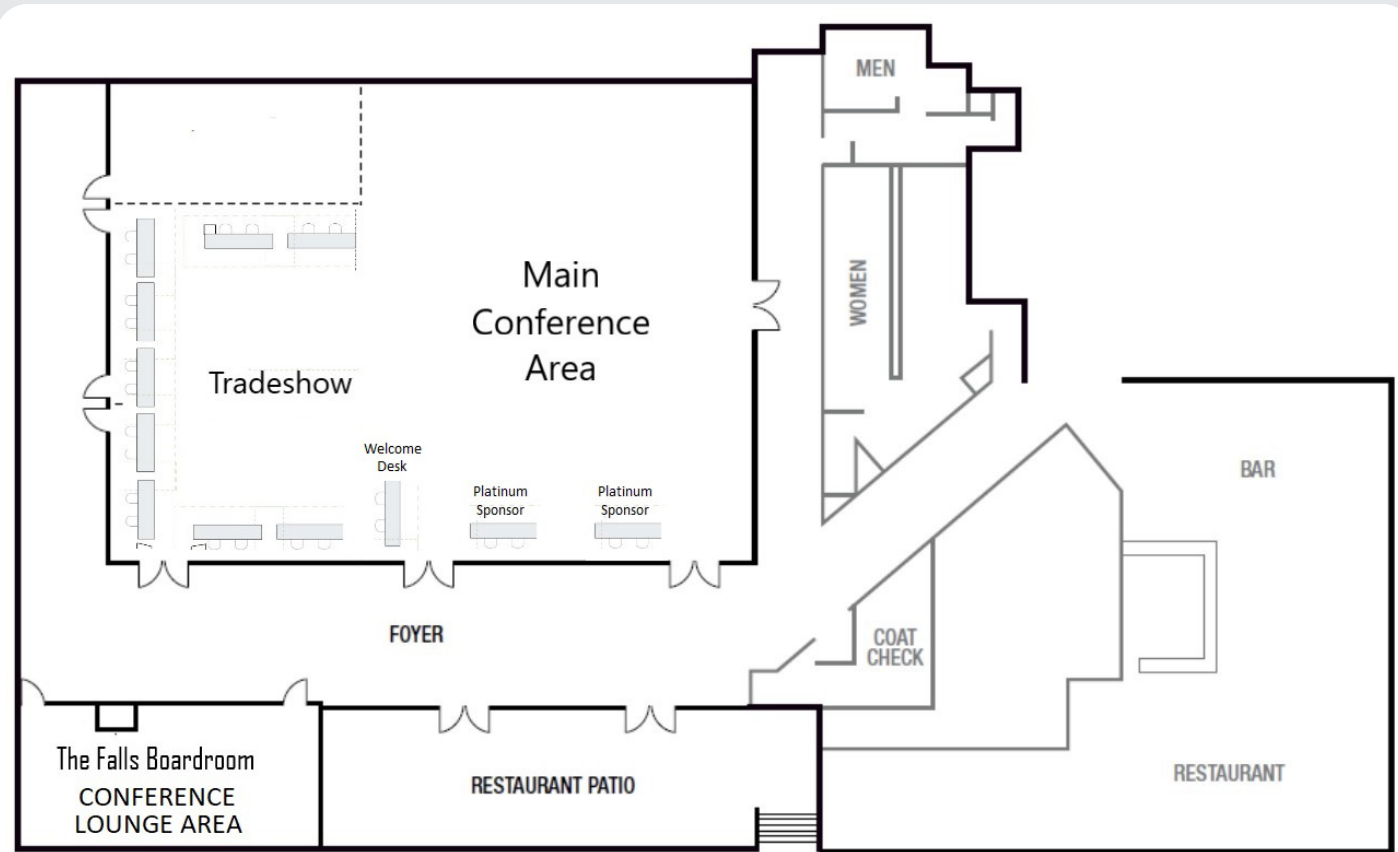 MEN
WOMEN
Main
Conference
Area
Tradeshow
Welcome
Desk
Platinum
Sponsor
Platinum
Sponsor
BAR
FOYER
COAT
CHECK
The Falls Boardroom
CONFERENCE
LOUNGE AREA
RESTAURANT PATIO
RESTAURANT